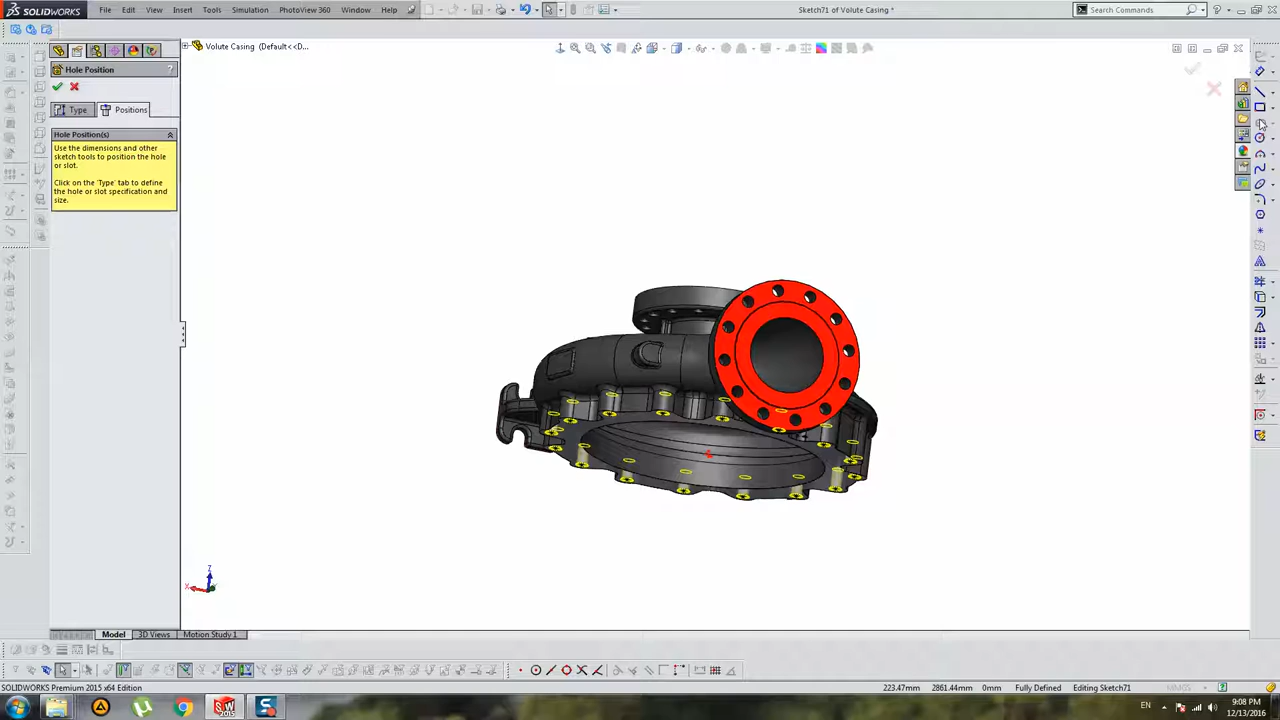 SOLIDWORKS
File
Edit
View
Insert
Tools
Simulation
PhotoView 360
Window
Help
Sketch71 of Volute Casing *
Search Commands
Hole Position
?
Volute Casing (Default<<D...
Type
Positions
Hole Position(s)
Use the dimensions and other
sketch tools to position the hole
or slot.
Click on the 'Type' tab to define
the hole or slot specification and
size.
X
Z
Model
3D Views
Motion Study 1
SOLIDWORKS Premium 2015 x64 Edition
223.47mm
2861.44mm
0mm
Fully Defined
Editing Sketch71
MMGS
EN
9:08 PM
12/13/2016